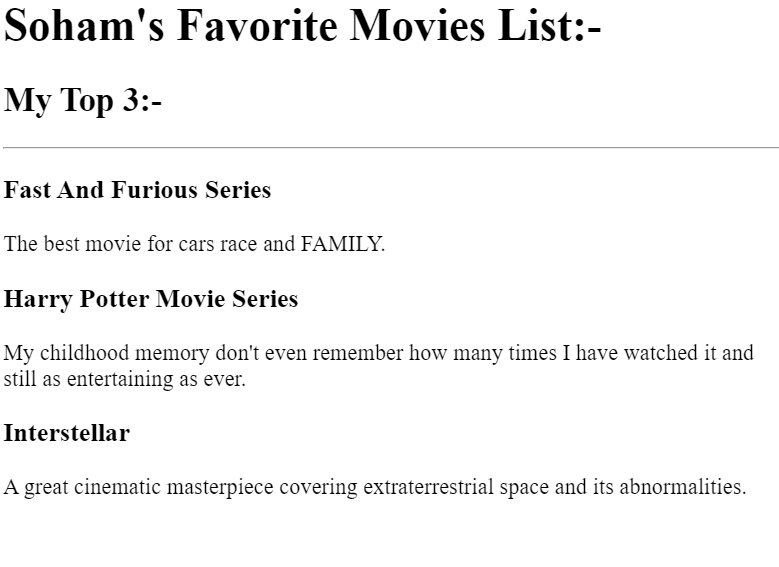 Soham's Favorite Movies List:-
My Top 3:-
Fast And Furious Series
The best movie for cars race and FAMILY.
Harry Potter Movie Series
My childhood memory don't even remember how many times I have watched it and
still as entertaining as ever.
Interstellar
A great cinematic masterpiece covering extraterrestrial space and its abnormalities.